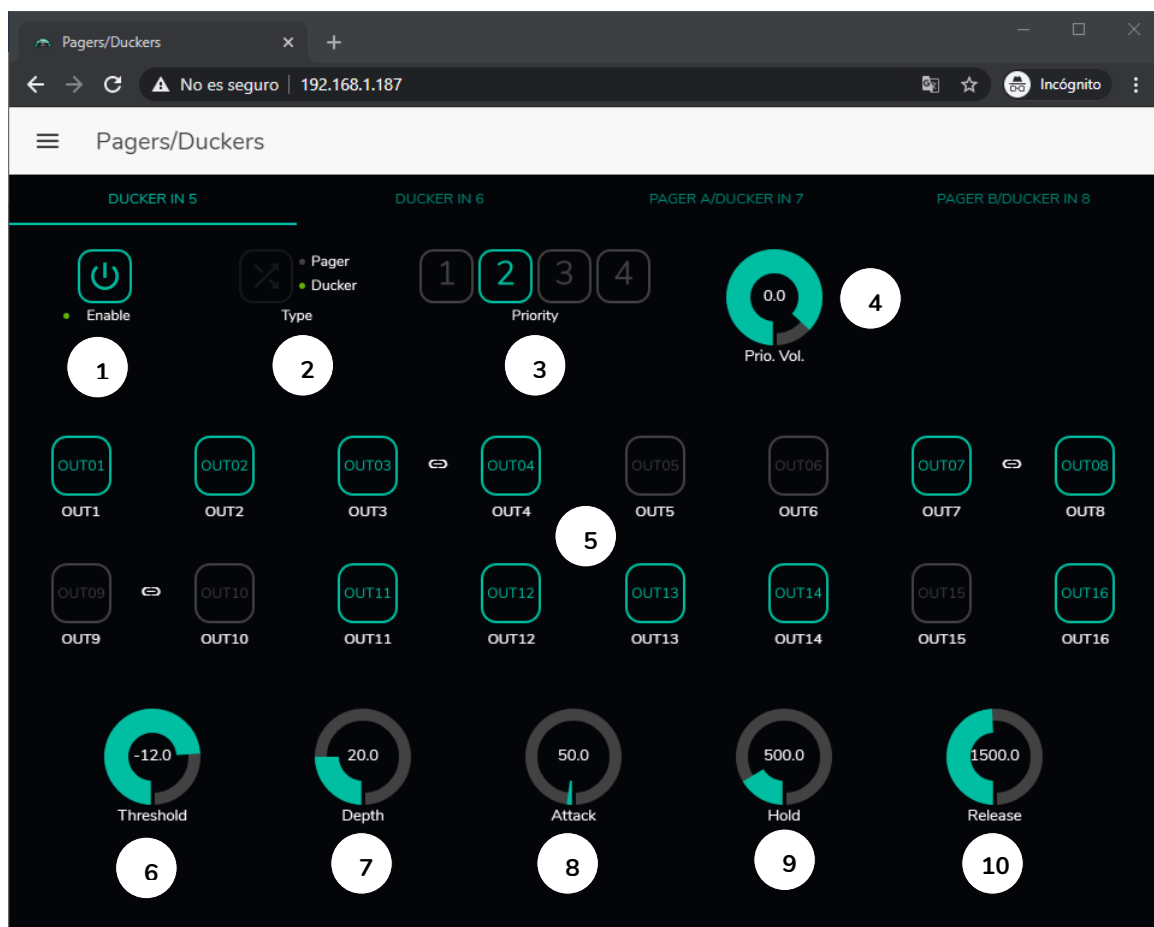 Pagers/Duckers
No es seguro 192.168.1.187 Incógnito
Pagers/Duckers
DUCKER IN 5 DUCKER IN 6 PAGER A/DUCKER IN 7 PAGER B/DUCKER IN 8
Pager
Ducker
1 2 3 4
0.0
4
Enable Type Priority
Prio. Vol.
1 2 3
OUT01 OUT02 OUT03 OUT04 OUT05 OUT06 OUT07 OUT08
OUT1 OUT2 OUT3 OUT4 OUT5 OUT6 OUT7 OUT8
5
OUT09 OUT10 OUT11 OUT12 OUT13 OUT14 OUT15 OUT16
OUT9 OUT10 OUT11 OUT12 OUT13 OUT14 OUT15 OUT16
-12.0 20.0 50.0 500.0 1500.0
Threshold Depth Attack Hold Release
6 7 8 9 10